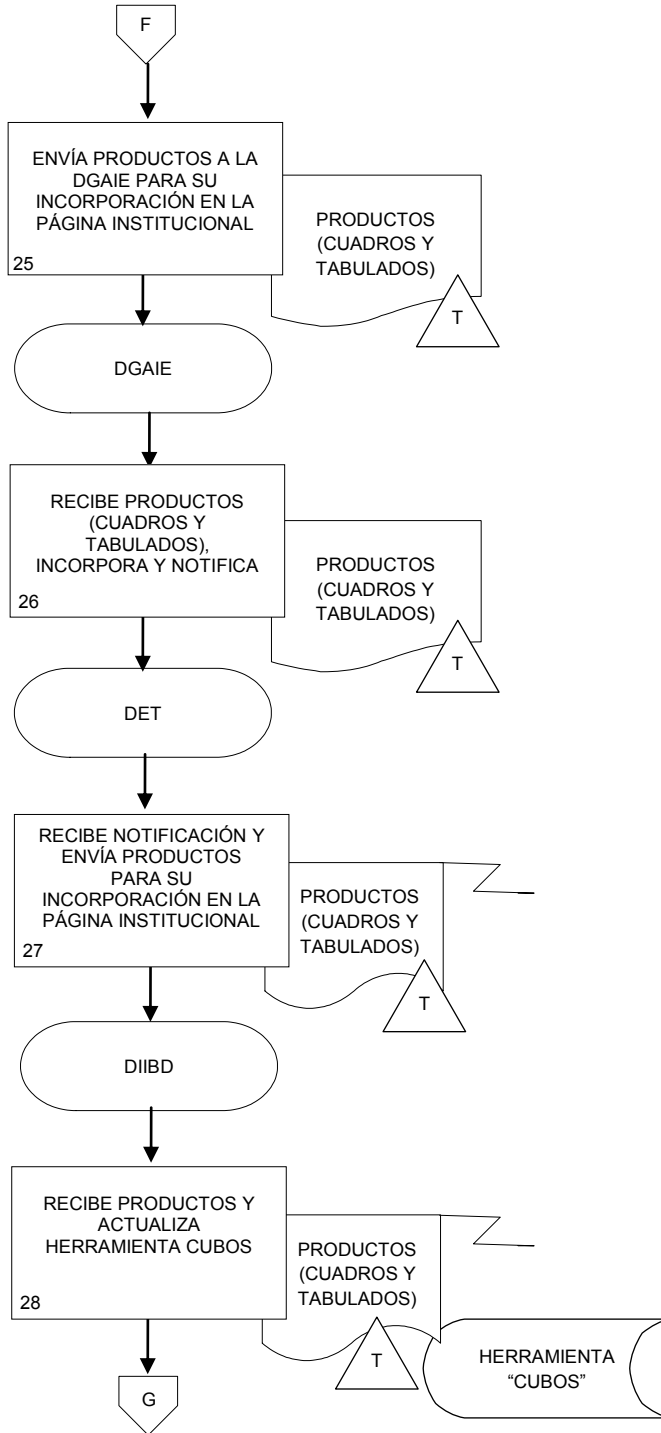 F
ENVÍA PRODUCTOS A LA
DGAIE PARA SU
INCORPORACIÓN EN LA
PÁGINA INSTITUCIONAL
25
PRODUCTOS
(CUADROS Y
TABULADOS)
T
DGAIE
RECIBE PRODUCTOS
(CUADROS Y
TABULADOS),
INCORPORA Y NOTIFICA
26
PRODUCTOS
(CUADROS Y
TABULADOS)
T
DET
RECIBE NOTIFICACIÓN Y
ENVÍA PRODUCTOS
PARA SU
INCORPORACIÓN EN LA
PÁGINA INSTITUCIONAL
27
PRODUCTOS
(CUADROS Y
TABULADOS)
T
DIIBD
RECIBE PRODUCTOS Y
ACTUALIZA
HERRAMIENTA CUBOS
28
PRODUCTOS
(CUADROS Y
TABULADOS)
T
HERRAMIENTA
“CUBOS”
G